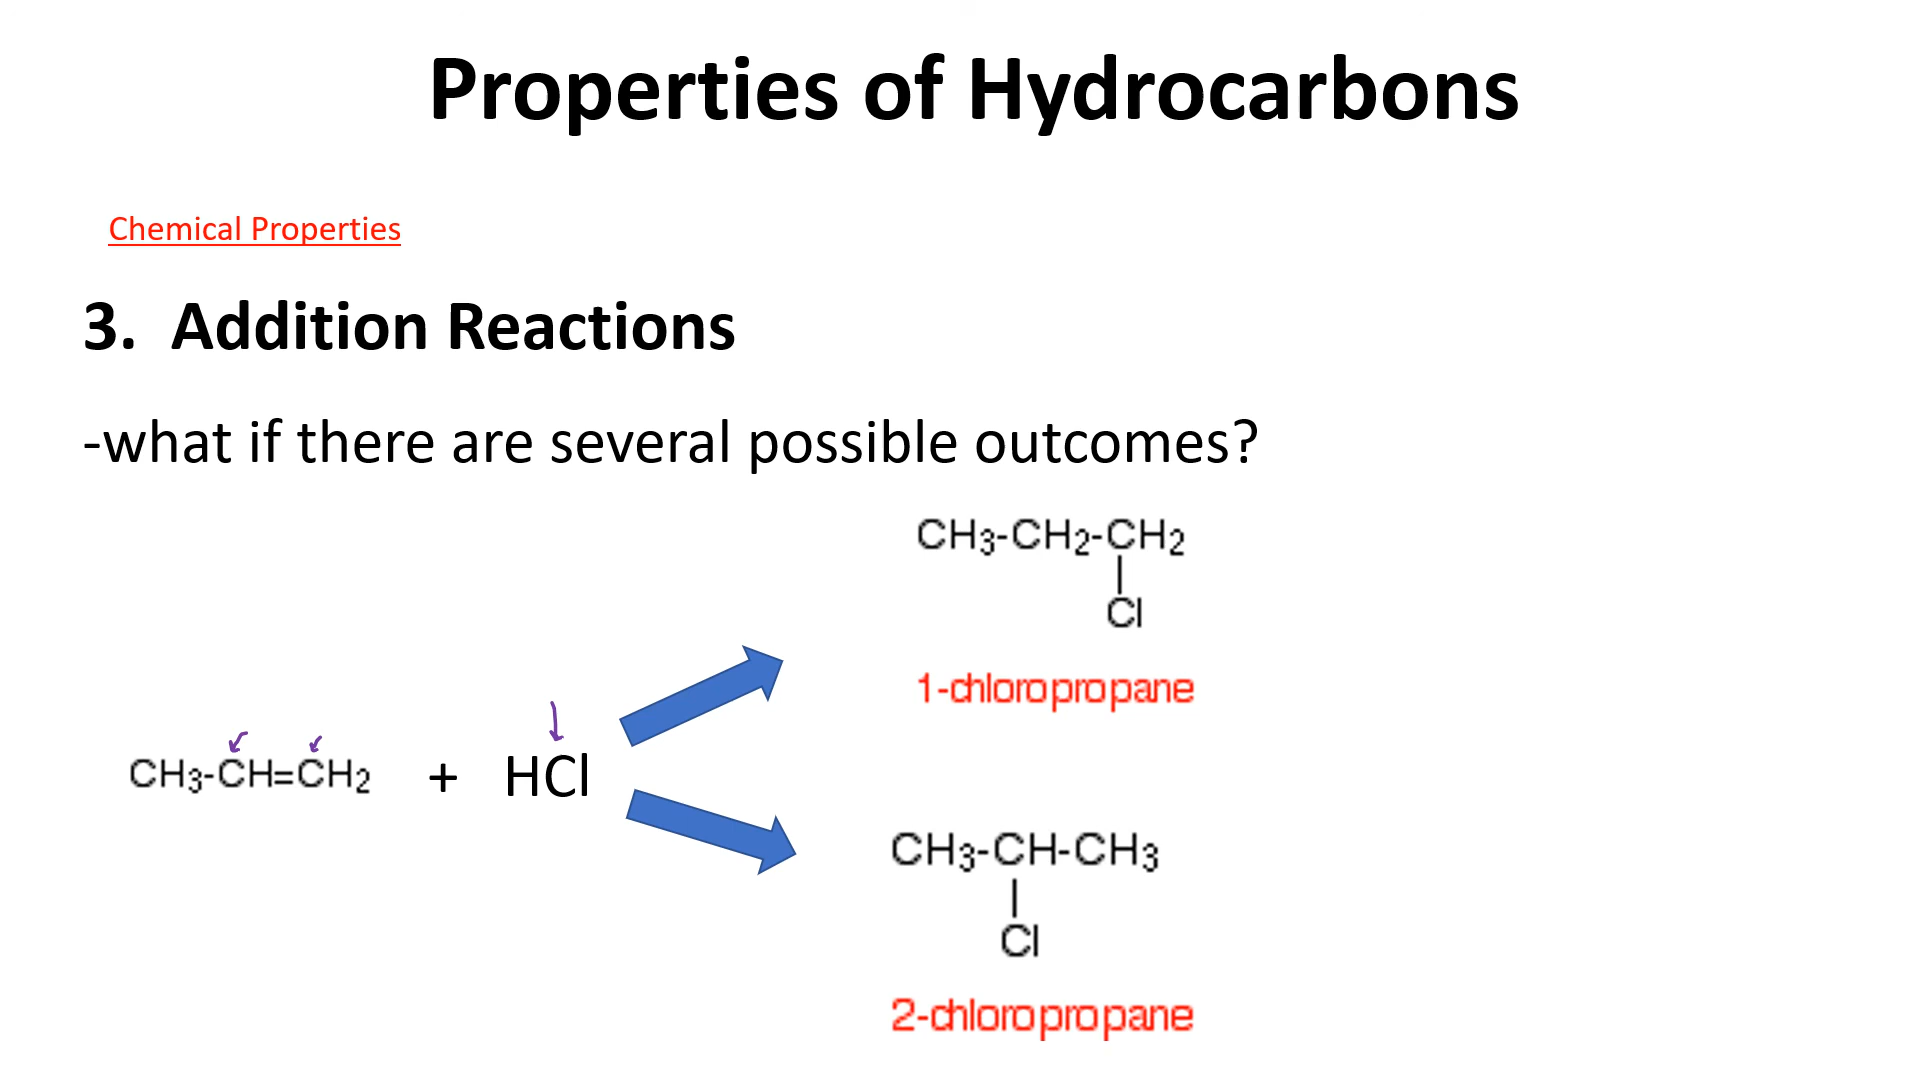 Properties of Hydrocarbons
Chemical Properties
3. Addition Reactions
-what if there are several possible outcomes?
CH3-CH2-CH2
Cl
1-chloropropane
CH3-CH=CH2 + HCl
CH3-CH-CH3
Cl
2-chloropropane